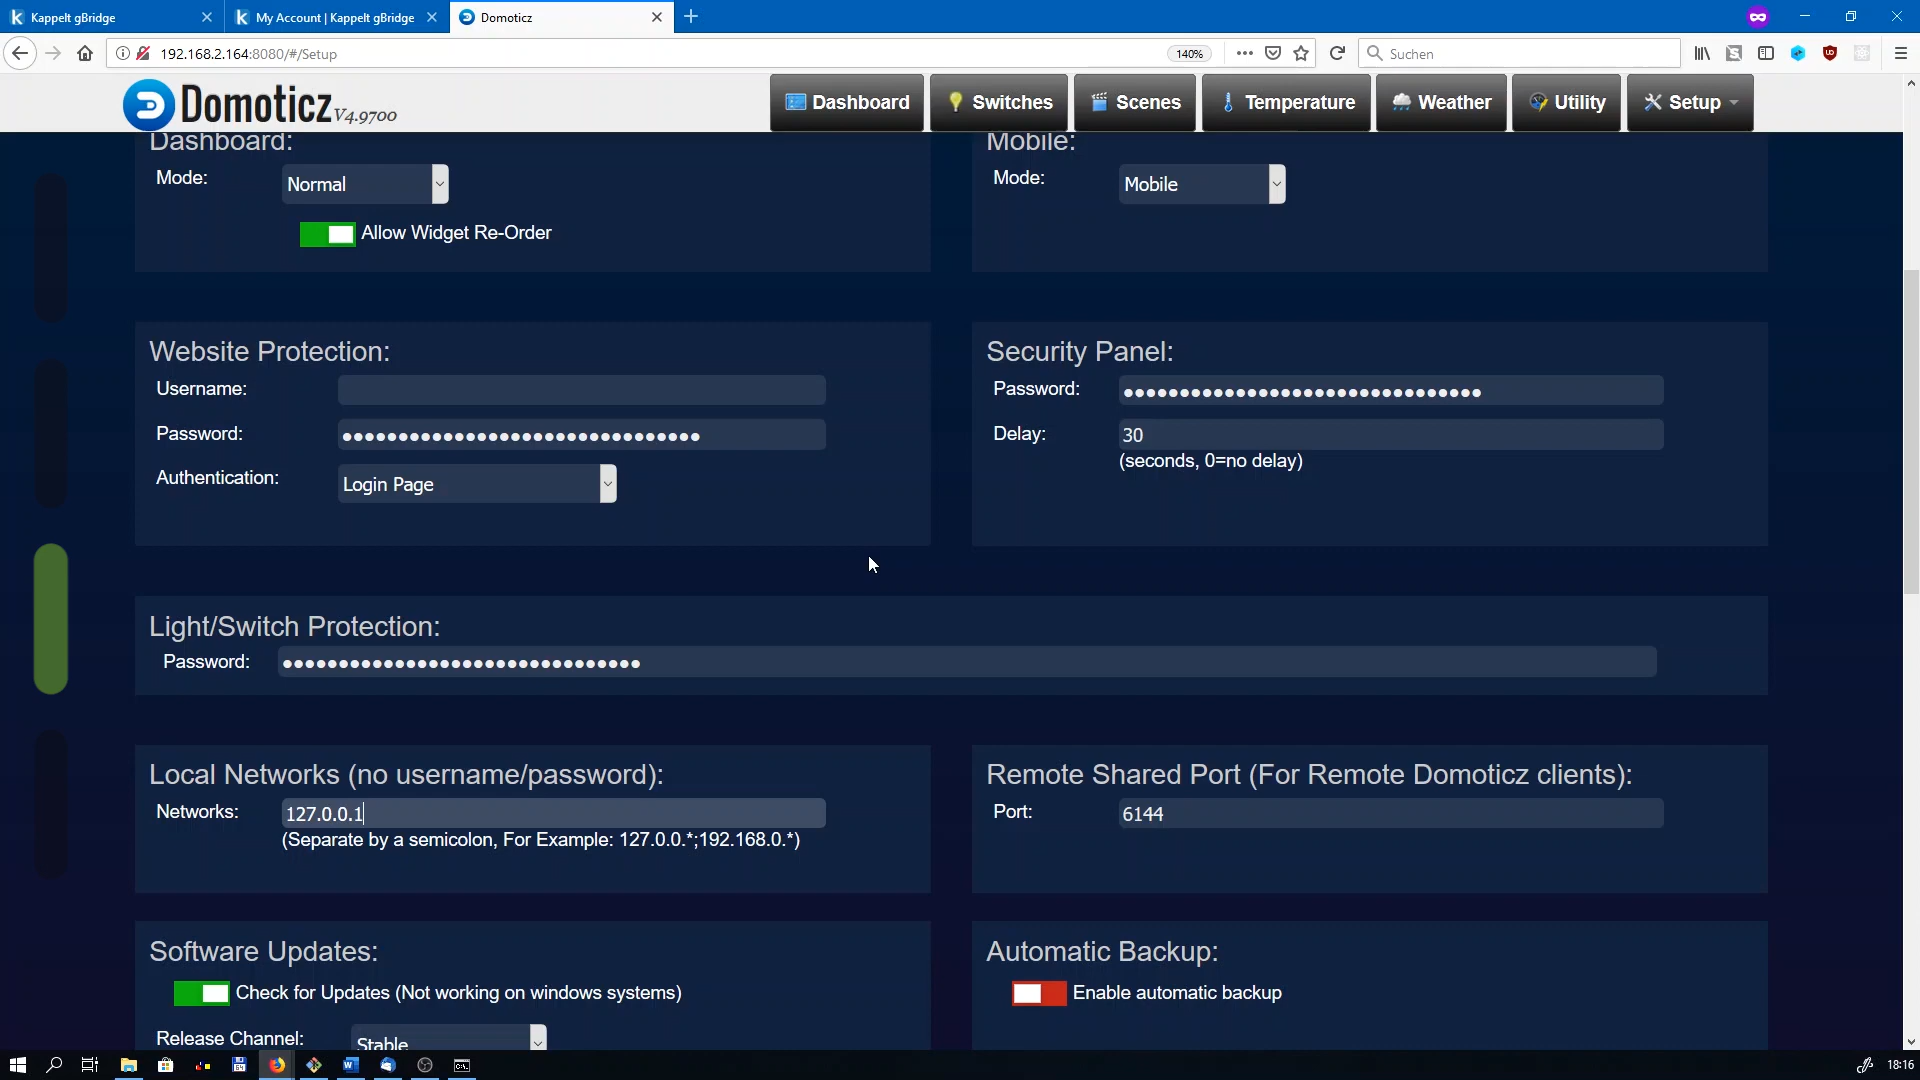 Kappelt gBridge
My Account | Kappelt gBridge
Domoticz
192.168.2.164:8080/#/Setup
140%
Suchen
Domoticz V4.9700
Dashboard
Switches
Scenes
Temperature
Weather
Utility
Setup
Dashboard:
Mode:
Normal
Allow Widget Re-Order
Mobile:
Mode:
Mobile
Website Protection:
Username:
Password:
••••••••••••••••••••••••••••••••
Authentication:
Login Page
Security Panel:
Password:
••••••••••••••••••••••••••••••••
Delay:
30
(seconds, 0=no delay)
Light/Switch Protection:
Password:
••••••••••••••••••••••••••••••••
Local Networks (no username/password):
Networks:
127.0.0.1
(Separate by a semicolon, For Example: 127.0.0.*;192.168.0.*)
Remote Shared Port (For Remote Domoticz clients):
Port:
6144
Software Updates:
Check for Updates (Not working on windows systems)
Release Channel:
Stable
Automatic Backup:
Enable automatic backup
18:16